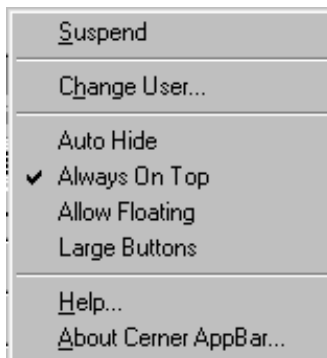 Suspend
Change User...
Auto Hide
Always On Top
Allow Floating
Large Buttons
Help...
About Cerner AppBar...